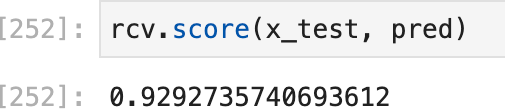 [252]: rcv.score(x_test, pred)
[252]: 0.9292735740693612